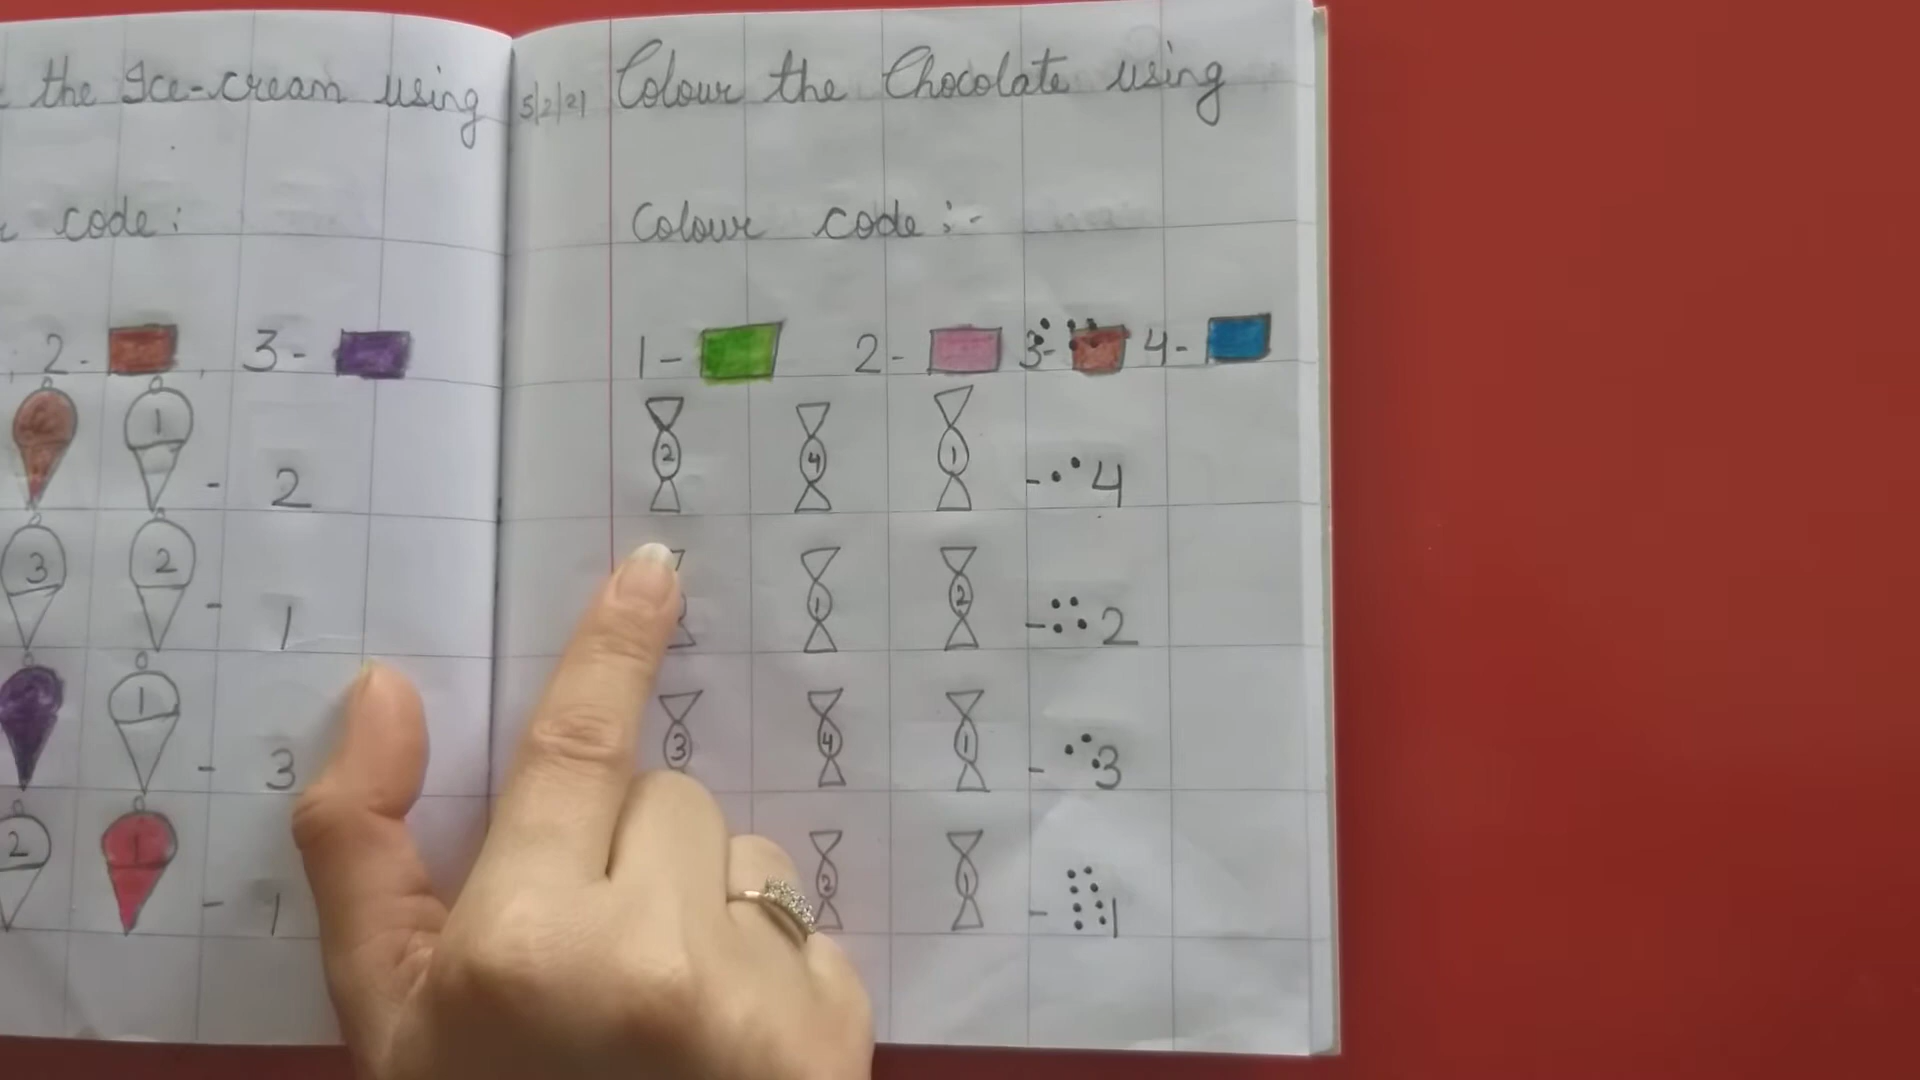 the Ice-cream using
code:
2- 3-
1
- 2
3 2 - 1
1 - 3
2 1 - 1
5/2/21 Colour the Chocolate using
Colour code:-
1- 2- 3- 4-
2 4 1 - 4
1 2 - 2
3 4 1 - 3
2 1 - 1